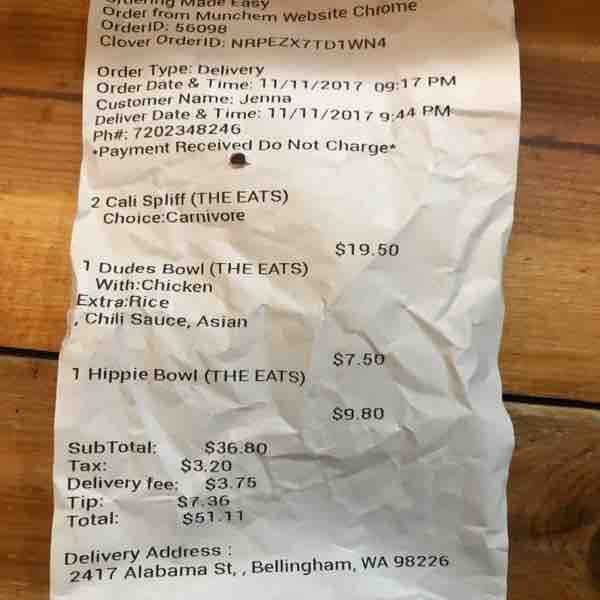 Ordering Made Easy
Order from Munchem Website Chrome
OrderID: 56098
Clover OrderID: NRPEZX7TD1WN4
Order Type: Delivery
Order Date & Time: 11/11/2017 09:17 PM
Customer Name: Jenna
Deliver Date & Time: 11/11/2017 9:44 PM
Ph#: 7202348246
*Payment Received Do Not Charge*
2 Cali Spliff (THE EATS)
Choice:Carnivore
$19.50
1 Dudes Bowl (THE EATS)
With:Chicken
Extra:Rice
, Chili Sauce, Asian
$7.50
1 Hippie Bowl (THE EATS)
$9.80
SubTotal: $36.80
Tax: $3.20
Delivery fee: $3.75
Tip: $7.36
Total: $51.11
Delivery Address :
2417 Alabama St, , Bellingham, WA 98226